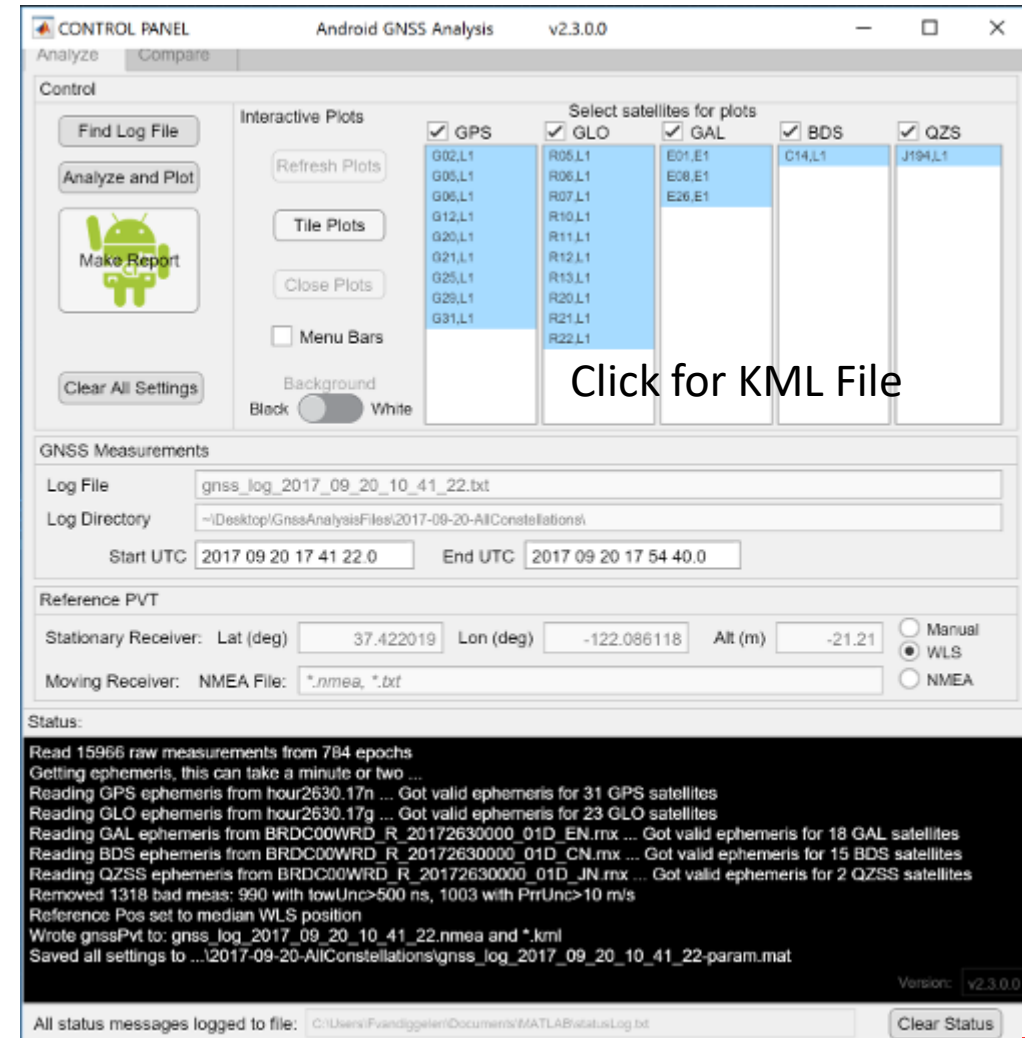 CONTROL PANEL Android GNSS Analysis v2.3.0.0
Analyze Compare
Control
Find Log File
Analyze and Plot
Make Report
Clear All Settings
Interactive Plots
Refresh Plots
Tile Plots
Close Plots
Menu Bars
Background
Black White
Select satellites for plots
GPS GLO GAL BDS QZS
G02,L1 R05,L1 E01,E1 C14,L1 J194,L1
G05,L1 R06,L1 E08,E1
G06,L1 R07,L1 E26,E1
G12,L1 R10,L1
G20,L1 R11,L1
G21,L1 R12,L1
G25,L1 R13,L1
G29,L1 R20,L1
G31,L1 R21,L1
R22,L1
Click for KML File
GNSS Measurements
Log File gnss_log_2017_09_20_10_41_22.txt
Log Directory ~\Desktop\GnssAnalysisFiles\2017-09-20-AllConstellations\
Start UTC 2017 09 20 17 41 22.0 End UTC 2017 09 20 17 54 40.0
Reference PVT
Stationary Receiver: Lat (deg) 37.422019 Lon (deg) -122.086118 Alt (m) -21.21
Manual
WLS
Moving Receiver: NMEA File: *.nmea, *.txt NMEA
Status:
Read 15966 raw measurements from 784 epochs
Getting ephemeris, this can take a minute or two ...
Reading GPS ephemeris from hour2630.17n ... Got valid ephemeris for 31 GPS satellites
Reading GLO ephemeris from hour2630.17g ... Got valid ephemeris for 23 GLO satellites
Reading GAL ephemeris from BRDC00WRD_R_20172630000_01D_EN.rnx ... Got valid ephemeris for 18 GAL satellites
Reading BDS ephemeris from BRDC00WRD_R_20172630000_01D_CN.rnx ... Got valid ephemeris for 15 BDS satellites
Reading QZSS ephemeris from BRDC00WRD_R_20172630000_01D_JN.rnx ... Got valid ephemeris for 2 QZSS satellites
Removed 1318 bad meas: 990 with towUnc>500 ns, 1003 with PrrUnc>10 m/s
Reference Pos set to median WLS position
Wrote gnssPvt to: gnss_log_2017_09_20_10_41_22.nmea and *.kml
Saved all settings to ...\2017-09-20-AllConstellations\gnss_log_2017_09_20_10_41_22-param.mat
Version: v2.3.0.0
All status messages logged to file: C:\Users\Fvandiggelen\Documents\MATLAB\statusLog.txt Clear Status